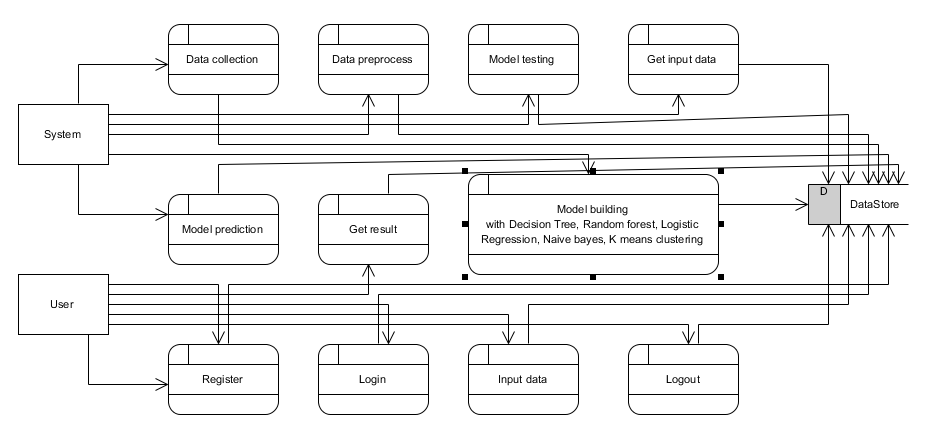 Data collection
Data preprocess
Model testing
Get input data
System
D
DataStore
Model prediction
Get result
Model building
with Decision Tree, Random forest, Logistic
Regression, Naive bayes, K means clustering
User
Register
Login
Input data
Logout